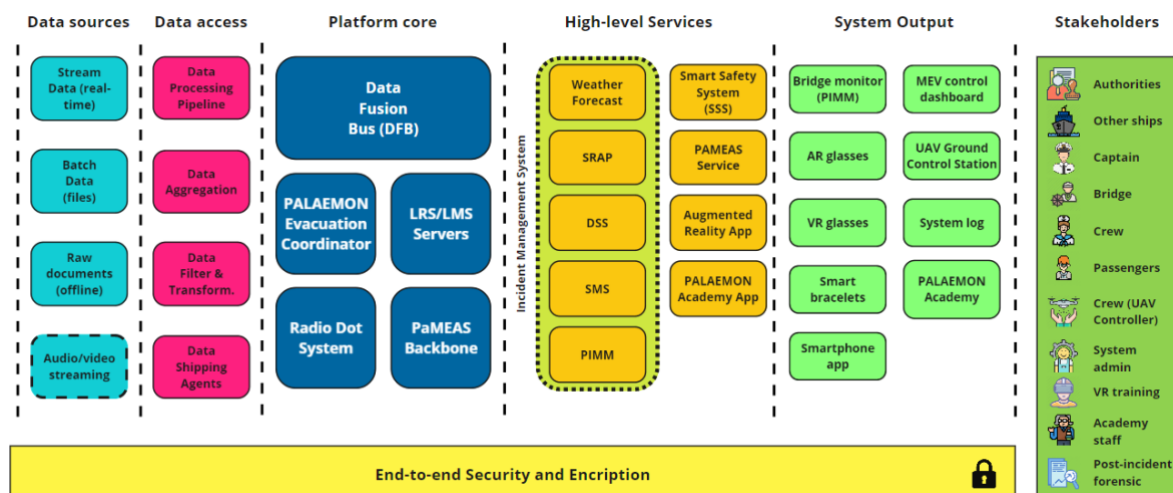 Data sources
Data access
Platform core
High-level Services
System Output
Stakeholders
Stream
Data (real-
time)
Batch
Data
(files)
Raw
documents
(offline)
Audio/video
streaming
Data
Processing
Pipeline
Data
Aggregation
Data
Filter &
Transform.
Data
Shipping
Agents
Data
Fusion
Bus (DFB)
PALAEMON
Evacuation
Coordinator
LRS/LMS
Servers
Radio Dot
System
PaMEAS
Backbone
Incident Management System
Weather
Forecast
SRAP
DSS
SMS
PIMM
Smart Safety
System
(SSS)
PAMEAS
Service
Augmented
Reality App
PALAEMON
Academy App
Bridge monitor
(PIMM)
AR glasses
VR glasses
Smart
bracelets
Smartphone
app
MEV control
dashboard
UAV Ground
Control Station
System log
PALAEMON
Academy
Authorities
Other ships
Captain
Bridge
Crew
Passengers
Crew (UAV
Controller)
System
admin
VR training
Academy
staff
Post-incident
forensic
End-to-end Security and Encription